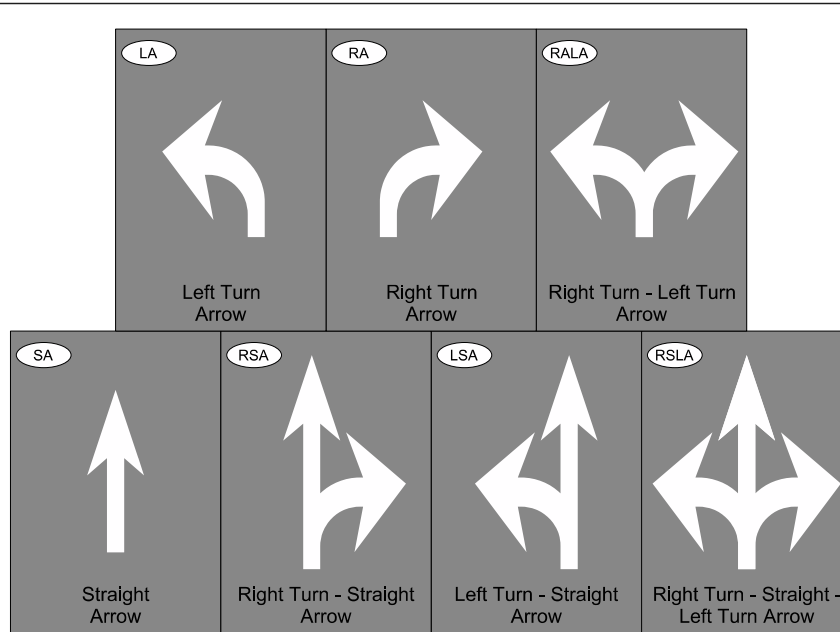 LA
RA
RALA
Left Turn
Arrow
Right Turn
Arrow
Right Turn - Left Turn
Arrow
SA
RSA
LSA
RSLA
Straight
Arrow
Right Turn - Straight
Arrow
Left Turn - Straight
Arrow
Right Turn - Straight -
Left Turn Arrow